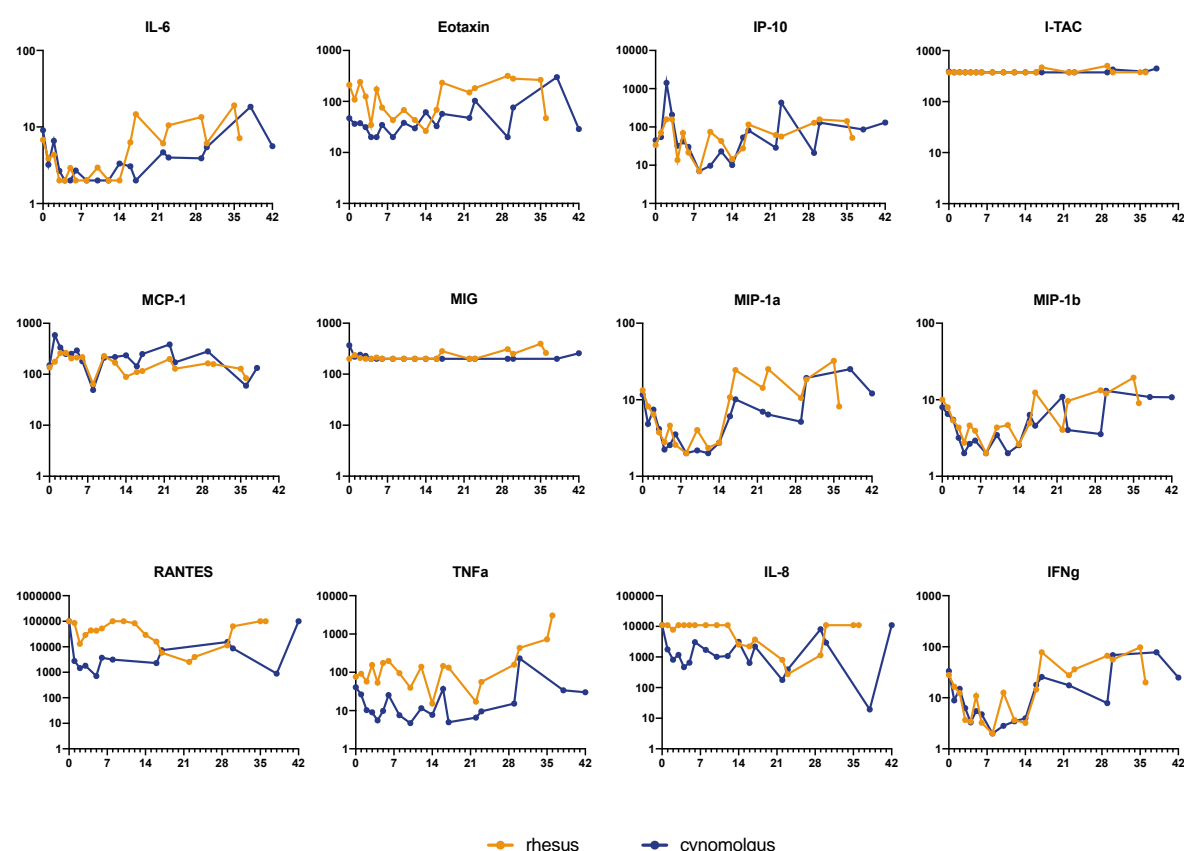 IL-6 Eotaxin IP-10 I-TAC
100 1000 10000 1000
10 100 1000 100
1 10 100 10
1 10 1
1
0 7 14 21 28 35 42 0 7 14 21 28 35 42 0 7 14 21 28 35 42 0 7 14 21 28 35 42
MCP-1 MIG MIP-1a MIP-1b
1000 1000 100 100
100 100 10 10
10 10 1 1
1 1
0 7 14 21 28 35 42 0 7 14 21 28 35 42 0 7 14 21 28 35 42 0 7 14 21 28 35 42
RANTES TNFa IL-8 IFNg
1000000 10000 100000 1000
100000 1000 10000 100
10000 100 1000 10
1000 10 100 1
100 1 10
10 1
1
0 7 14 21 28 35 42 0 7 14 21 28 35 42 0 7 14 21 28 35 42 0 7 14 21 28 35 42
rhesus cynomolgus